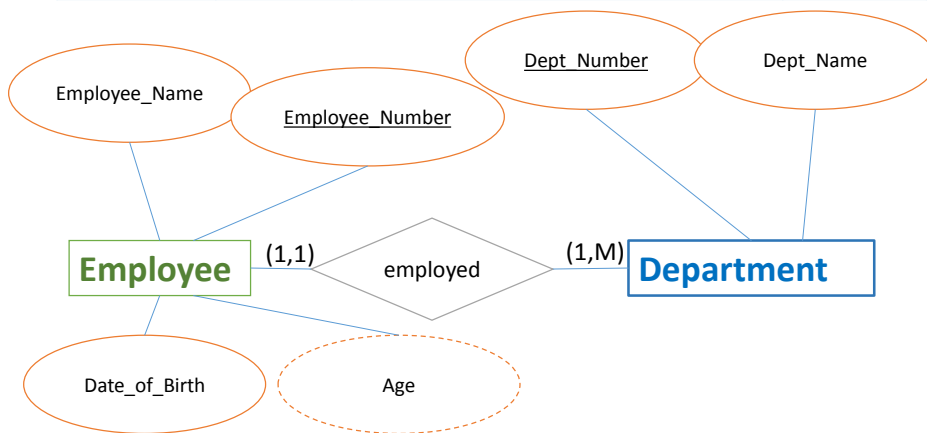 Employee_Name
Employee_Number
Dept_Number
Dept_Name
Employee
(1,1)
employed
(1,M)
Department
Date_of_Birth
Age